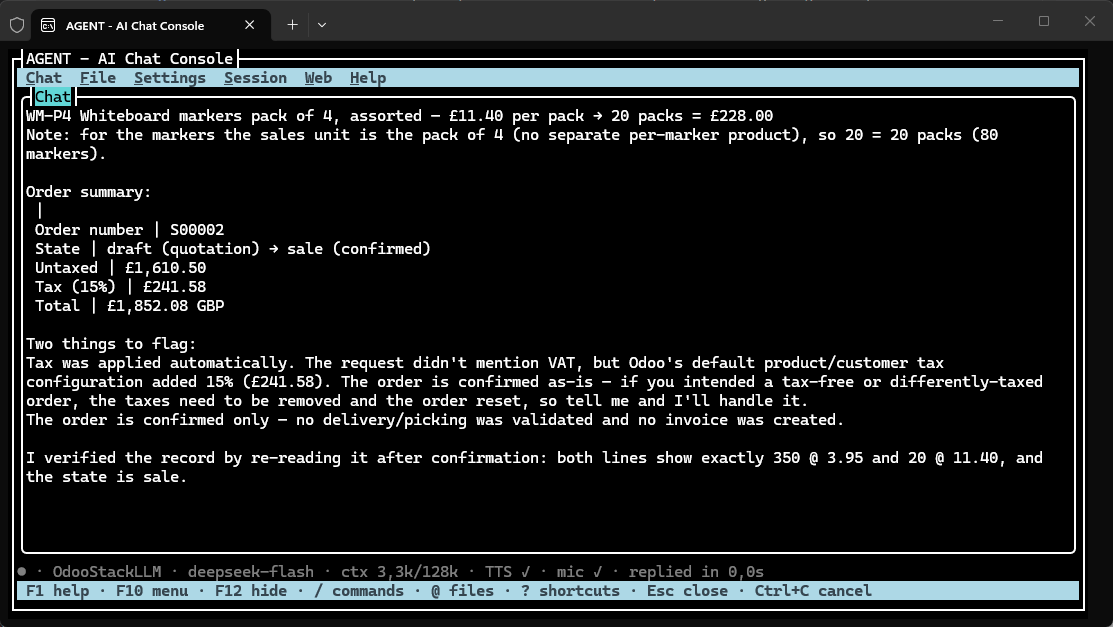 AGENT - AI Chat Console
AGENT - AI Chat Console
Chat File Settings Session Web Help
Chat
WM-P4 Whiteboard markers pack of 4, assorted — £11.40 per pack → 20 packs = £228.00
Note: for the markers the sales unit is the pack of 4 (no separate per-marker product), so 20 = 20 packs (80
markers).
Order summary:
|
Order number | S00002
State | draft (quotation) → sale (confirmed)
Untaxed | £1,610.50
Tax (15%) | £241.58
Total | £1,852.08 GBP
Two things to flag:
Tax was applied automatically. The request didn't mention VAT, but Odoo's default product/customer tax
configuration added 15% (£241.58). The order is confirmed as-is — if you intended a tax-free or differently-taxed
order, the taxes need to be removed and the order reset, so tell me and I'll handle it.
The order is confirmed only — no delivery/picking was validated and no invoice was created.
I verified the record by re-reading it after confirmation: both lines show exactly 350 @ 3.95 and 20 @ 11.40, and
the state is sale.
● · OdooStackLLM · deepseek-flash · ctx 3,3k/128k · TTS √ · mic √ · replied in 0,0s
F1 help · F10 menu · F12 hide · / commands · @ files · ? shortcuts · Esc close · Ctrl+C cancel